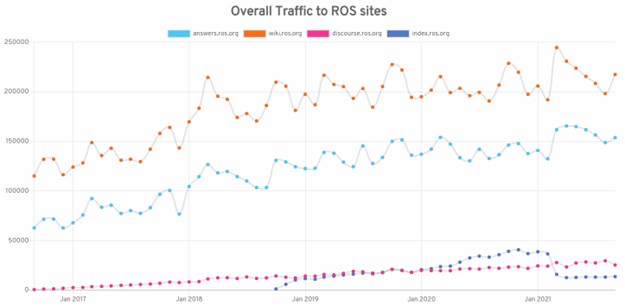 Overall Traffic to ROS sites
answers.ros.org wiki.ros.org discourse.ros.org index.ros.org
250000
200000
150000
100000
50000
0
Jan 2017 Jan 2018 Jan 2019 Jan 2020 Jan 2021